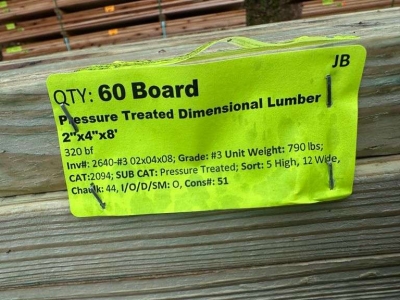 JB
QTY: 60 Board
Pressure Treated Dimensional Lumber
2"x4"x8'
320 bf
Inv#: 2640-#3 02x04x08; Grade: #3 Unit Weight: 790 lbs;
CAT:2094; SUB CAT: Pressure Treated; Sort: 5 High, 12 Wide,
Chaulk: 44, I/O/D/SM: O, Cons#: 51